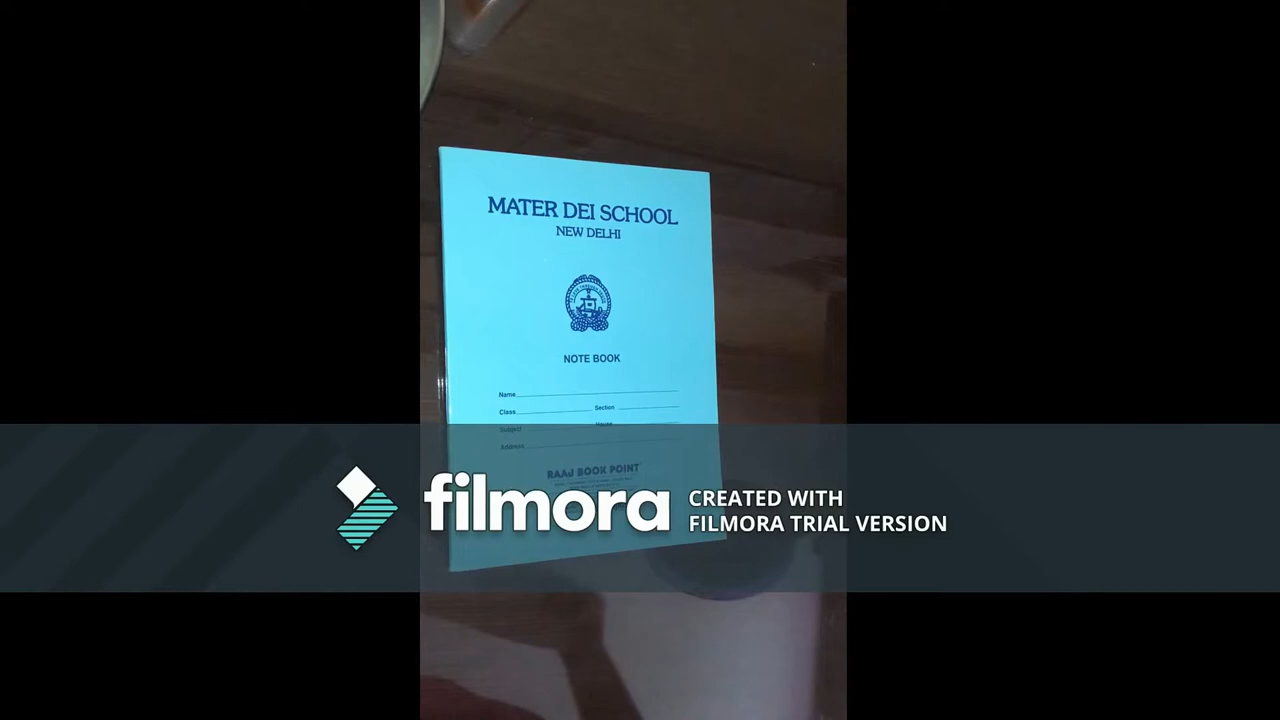 MATER DEI SCHOOL
NEW DELHI
NOTE BOOK
Name
Class Section
Subject House
Address
RAAJ BOOK POINT
filmora
CREATED WITH
FILMORA TRIAL VERSION